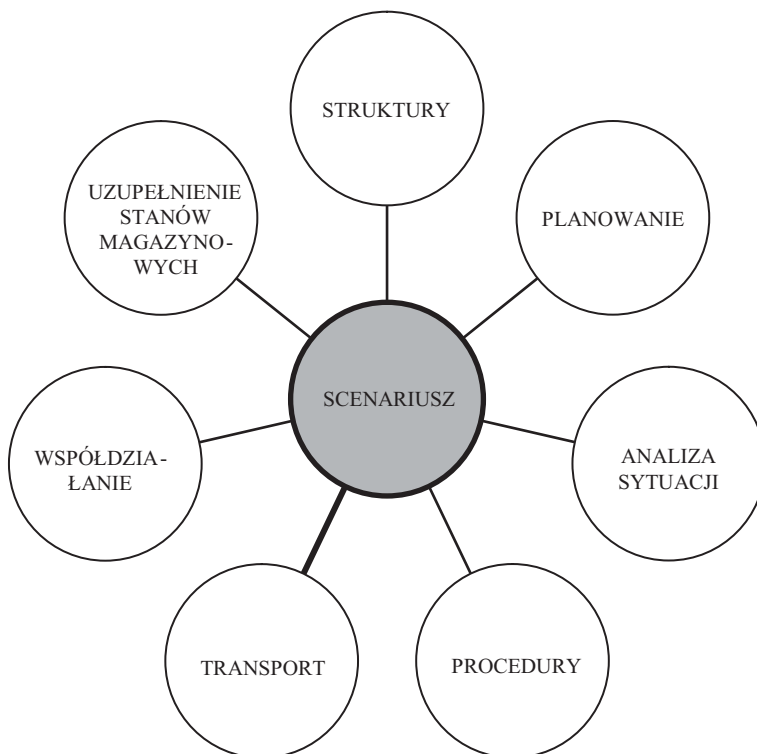 STRUKTURY
UZUPEŁNIENIE
STANÓW
MAGAZYNO-
WYCH
PLANOWANIE
SCENARIUSZ
WSPÓŁDZIA-
ŁANIE
ANALIZA
SYTUACJI
TRANSPORT
PROCEDURY